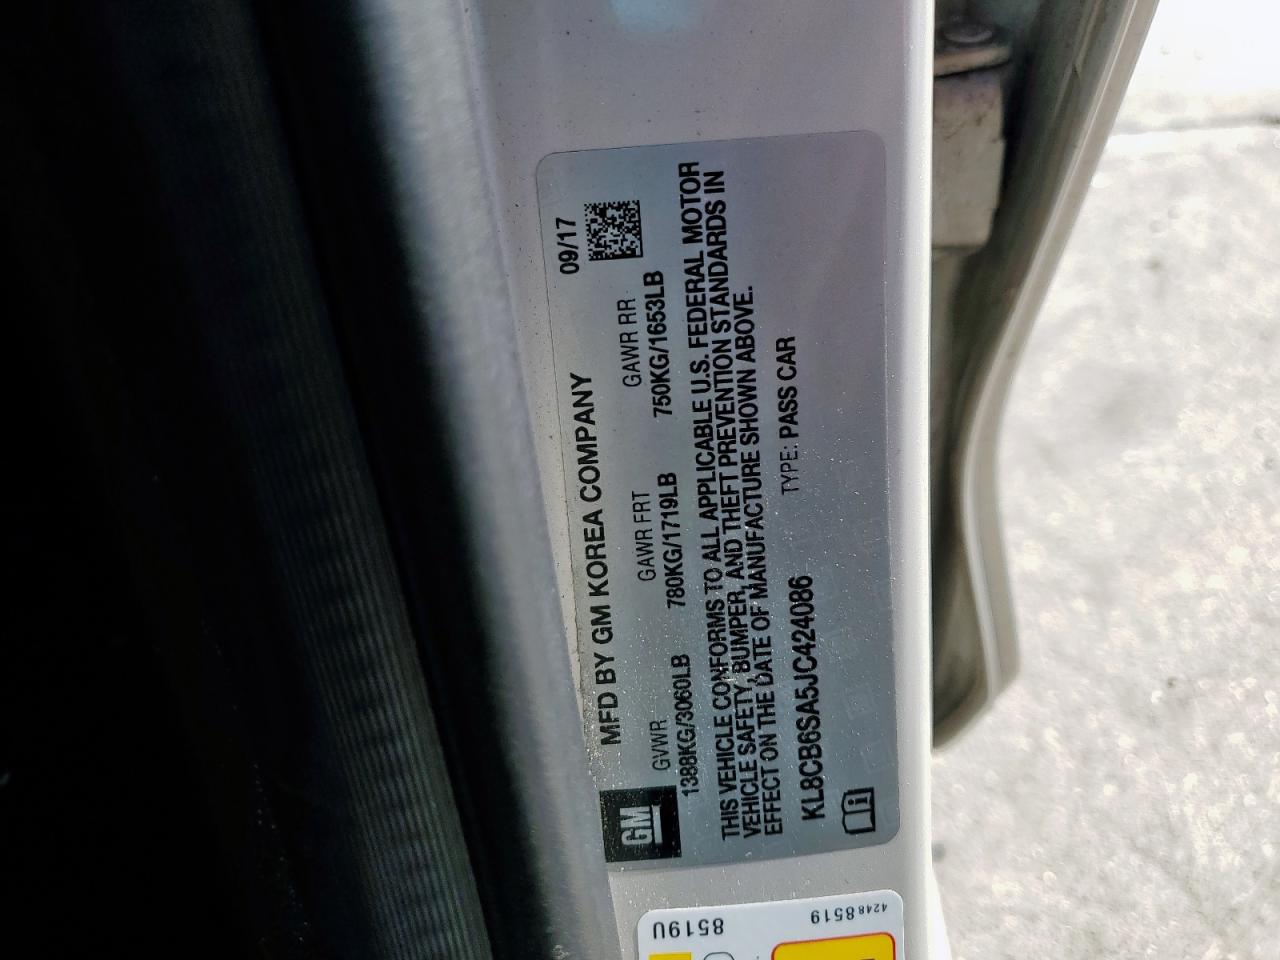 MFD BY GM KOREA COMPANY 09/17
GM
GVWR GAWR FRT GAWR RR
1388KG/3060LB 780KG/1719LB 750KG/1653LB
THIS VEHICLE CONFORMS TO ALL APPLICABLE U.S. FEDERAL MOTOR
VEHICLE SAFETY, BUMPER, AND THEFT PREVENTION STANDARDS IN
EFFECT ON THE DATE OF MANUFACTURE SHOWN ABOVE.
KL8CB6SA5JC424086 TYPE: PASS CAR
8519U
42488519